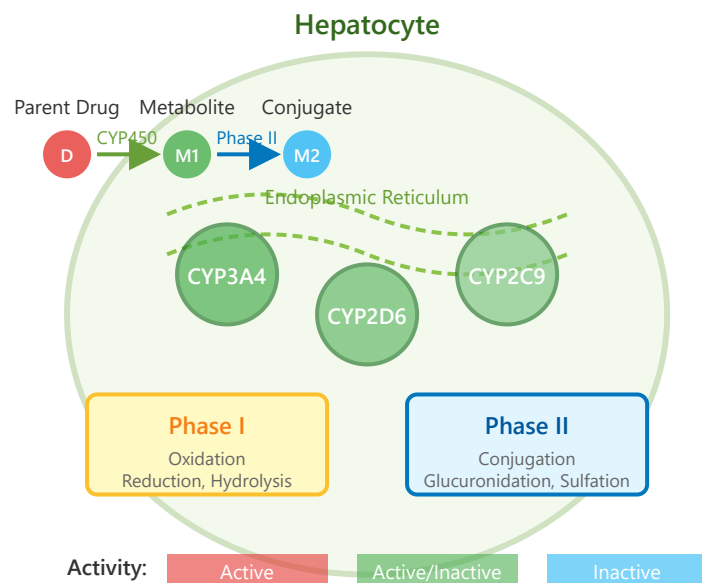 Hepatocyte
Parent Drug
Metabolite
Conjugate
CYP450
Phase II
D
M1
M2
Endoplasmic Reticulum
CYP3A4
CYP2D6
CYP2C9
Phase I
Oxidation
Reduction, Hydrolysis
Phase II
Conjugation
Glucuronidation, Sulfation
Activity:
Active
Active/Inactive
Inactive